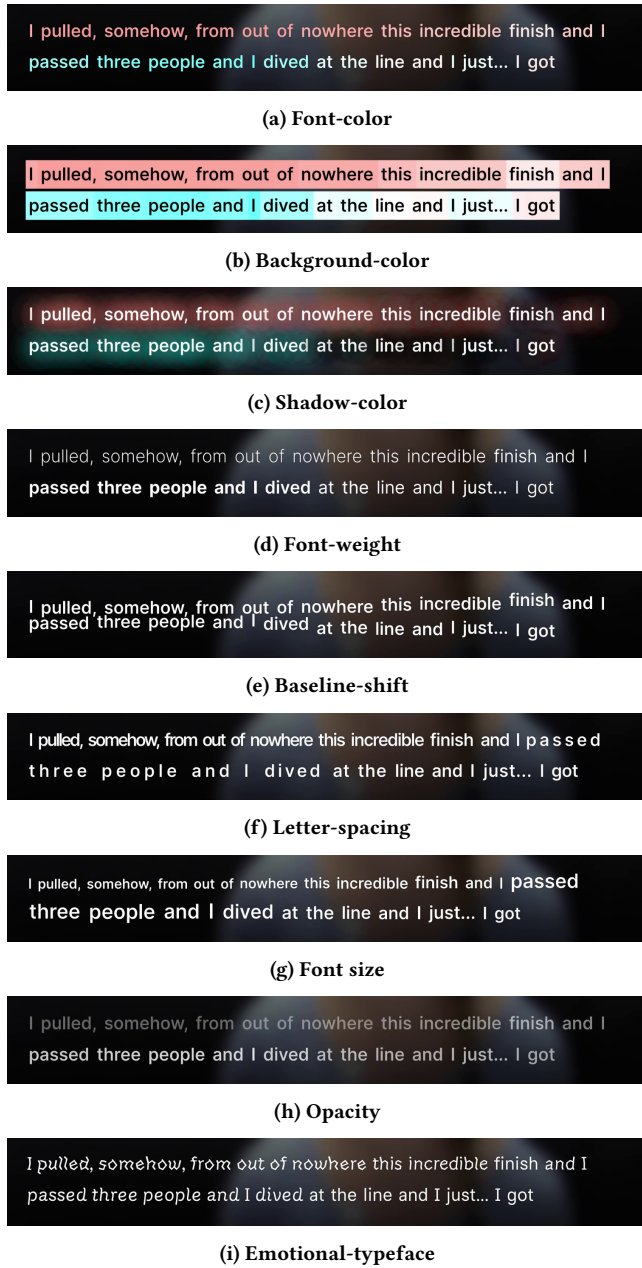 I pulled, somehow, from out of nowhere this incredible finish and I
passed three people and I dived at the line and I just... I got
(a) Font-color
I pulled, somehow, from out of nowhere this incredible finish and I
passed three people and I dived at the line and I just... I got
(b) Background-color
I pulled, somehow, from out of nowhere this incredible finish and I
passed three people and I dived at the line and I just... I got
(c) Shadow-color
I pulled, somehow, from out of nowhere this incredible finish and I
passed three people and I dived at the line and I just... I got
(d) Font-weight
I pulled, somehow, from out of nowhere this incredible finish and I
passed three people and I dived at the line and I just... I got
(e) Baseline-shift
I pulled, somehow, from out of nowhere this incredible finish and I passed
three people and I dived at the line and I just... I got
(f) Letter-spacing
I pulled, somehow, from out of nowhere this incredible finish and I passed
three people and I dived at the line and I just... I got
(g) Font size
I pulled, somehow, from out of nowhere this incredible finish and I
passed three people and I dived at the line and I just... I got
(h) Opacity
I pulled, somehow, from out of nowhere this incredible finish and I
passed three people and I dived at the line and I just... I got
(i) Emotional-typeface